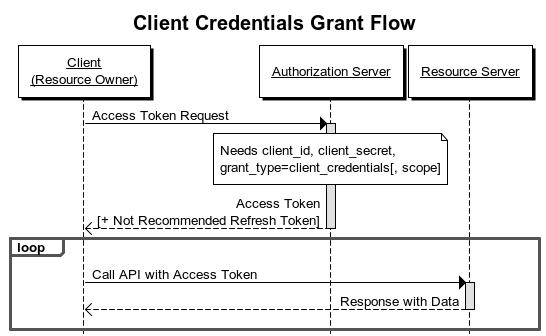 Client Credentials Grant Flow
Client
(Resource Owner)
Authorization Server
Resource Server
Access Token Request
Needs client_id, client_secret,
grant_type=client_credentials[, scope]
Access Token
[+ Not Recommended Refresh Token]
loop
Call API with Access Token
Response with Data